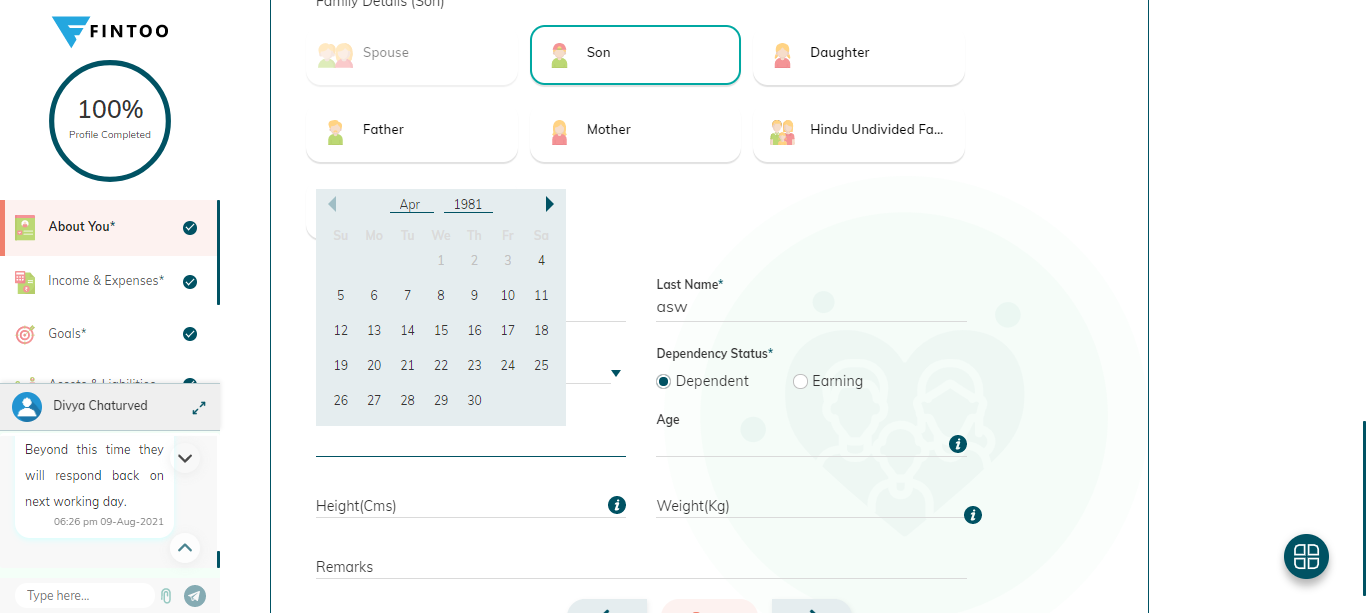 Family Details (Son)
FINTOO
100%
Profile Completed
Spouse
Son
Daughter
Father
Mother
Hindu Undivided Fa...
About You*
Income & Expenses*
Goals*
Assets & Liabilities
Divya Chaturved
Beyond this time they
will respond back on
next working day.
06:26 pm 09-Aug-2021
Type here...
Apr 1981
Su Mo Tu We Th Fr Sa
1 2 3 4
5 6 7 8 9 10 11
12 13 14 15 16 17 18
19 20 21 22 23 24 25
26 27 28 29 30
Last Name*
asw
Dependency Status*
Dependent Earning
Age
Height(Cms)
Weight(Kg)
Remarks